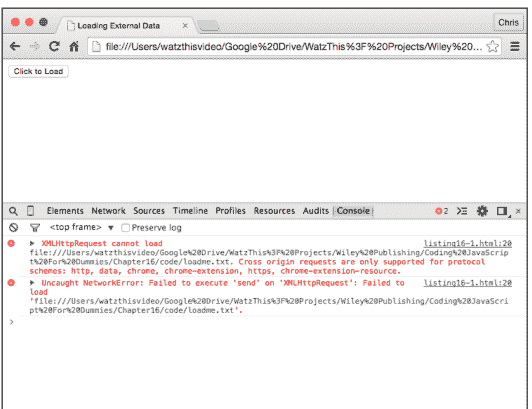 Loading External Data ×
Chris
file:///Users/watzthisvideo/Google%20Drive/WatzThis%3F%20Projects/Wiley%20...
Click to Load
Elements Network Sources Timeline Profiles Resources Audits Console 2 ×
<top frame> ▼ Preserve log
▶ XMLHttpRequest cannot load listing16-1.html:20
file:///Users/watzthisvideo/Google%20Drive/WatzThis%3F%20Projects/Wiley%20Publishing/Coding%20JavaScrip
t%20For%20Dummies/Chapter16/code/loadme.txt. Cross origin requests are only supported for protocol
schemes: http, data, chrome, chrome-extension, https, chrome-extension-resource.
▶ Uncaught NetworkError: Failed to execute 'send' on 'XMLHttpRequest': Failed to listing16-1.html:20
load
'file:///Users/watzthisvideo/Google%20Drive/WatzThis%3F%20Projects/Wiley%20Publishing/Coding%20JavaScri
pt%20For%20Dummies/Chapter16/code/loadme.txt'.
>